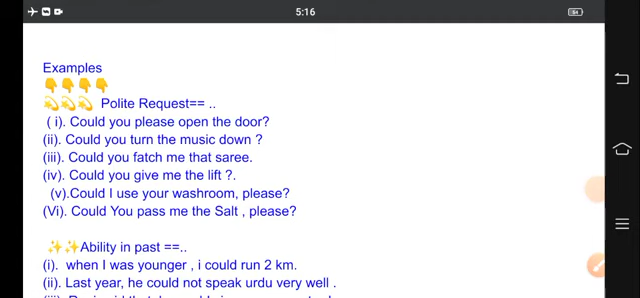 5:16
Examples
Polite Request== ..
( i). Could you please open the door?
(ii). Could you turn the music down ?
(iii). Could you fatch me that saree.
(iv). Could you give me the lift ?.
(v).Could I use your washroom, please?
(Vi). Could You pass me the Salt , please?
Ability in past ==..
(i). when I was younger , i could run 2 km.
(ii). Last year, he could not speak urdu very well .